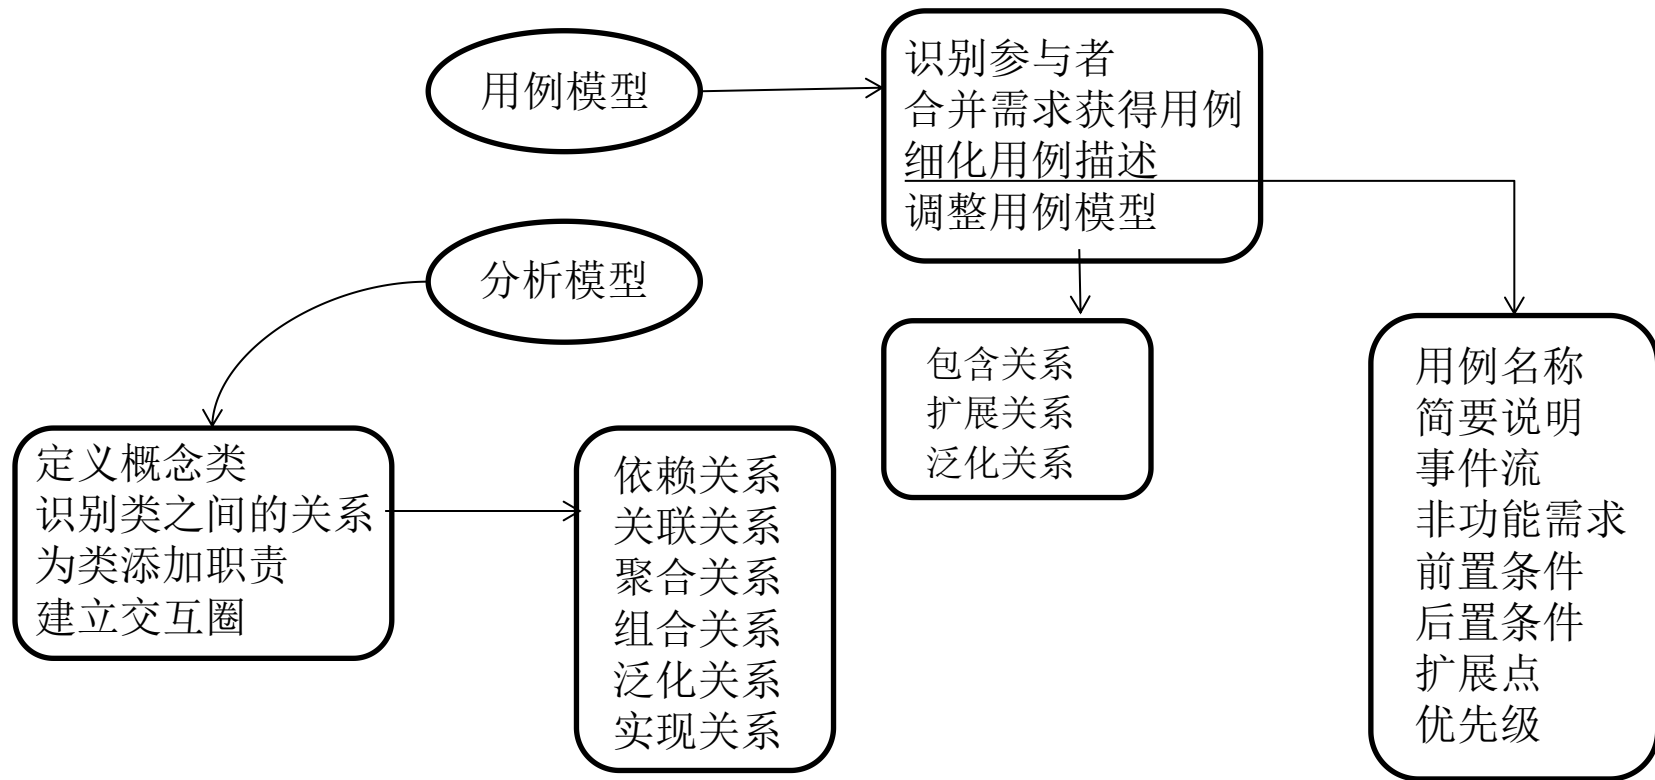 用例模型
识别参与者
合并需求获得用例
细化用例描述
调整用例模型
分析模型
包含关系
扩展关系
泛化关系
用例名称
简要说明
事件流
非功能需求
前置条件
后置条件
扩展点
优先级
定义概念类
识别类之间的关系
为类添加职责
建立交互圈
依赖关系
关联关系
聚合关系
组合关系
泛化关系
实现关系